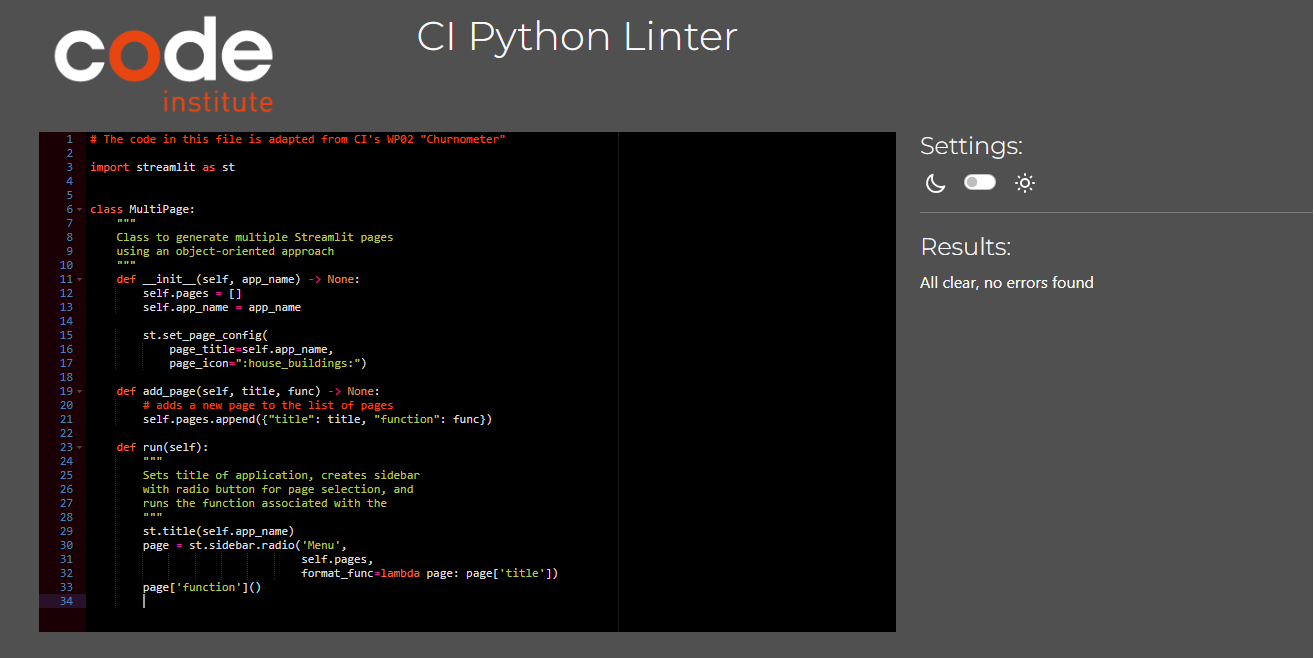 code
institute
CI Python Linter
1 # The code in this file is adapted from CI's WP02 "Churnometer"
2
3 import streamlit as st
4
5
6 class MultiPage:
7     """
8     Class to generate multiple Streamlit pages
9     using an object-oriented approach
10     """
11     def __init__(self, app_name) -> None:
12         self.pages = []
13         self.app_name = app_name
14
15         st.set_page_config(
16             page_title=self.app_name,
17             page_icon=":house_buildings:")
18
19     def add_page(self, title, func) -> None:
20         # adds a new page to the list of pages
21         self.pages.append({"title": title, "function": func})
22
23     def run(self):
24         """
25         Sets title of application, creates sidebar
26         with radio button for page selection, and
27         runs the function associated with the
28         """
29         st.title(self.app_name)
30         page = st.sidebar.radio('Menu',
31                                 self.pages,
32                                 format_func=lambda page: page['title'])
33         page['function']()
34
Settings:
Results:
All clear, no errors found